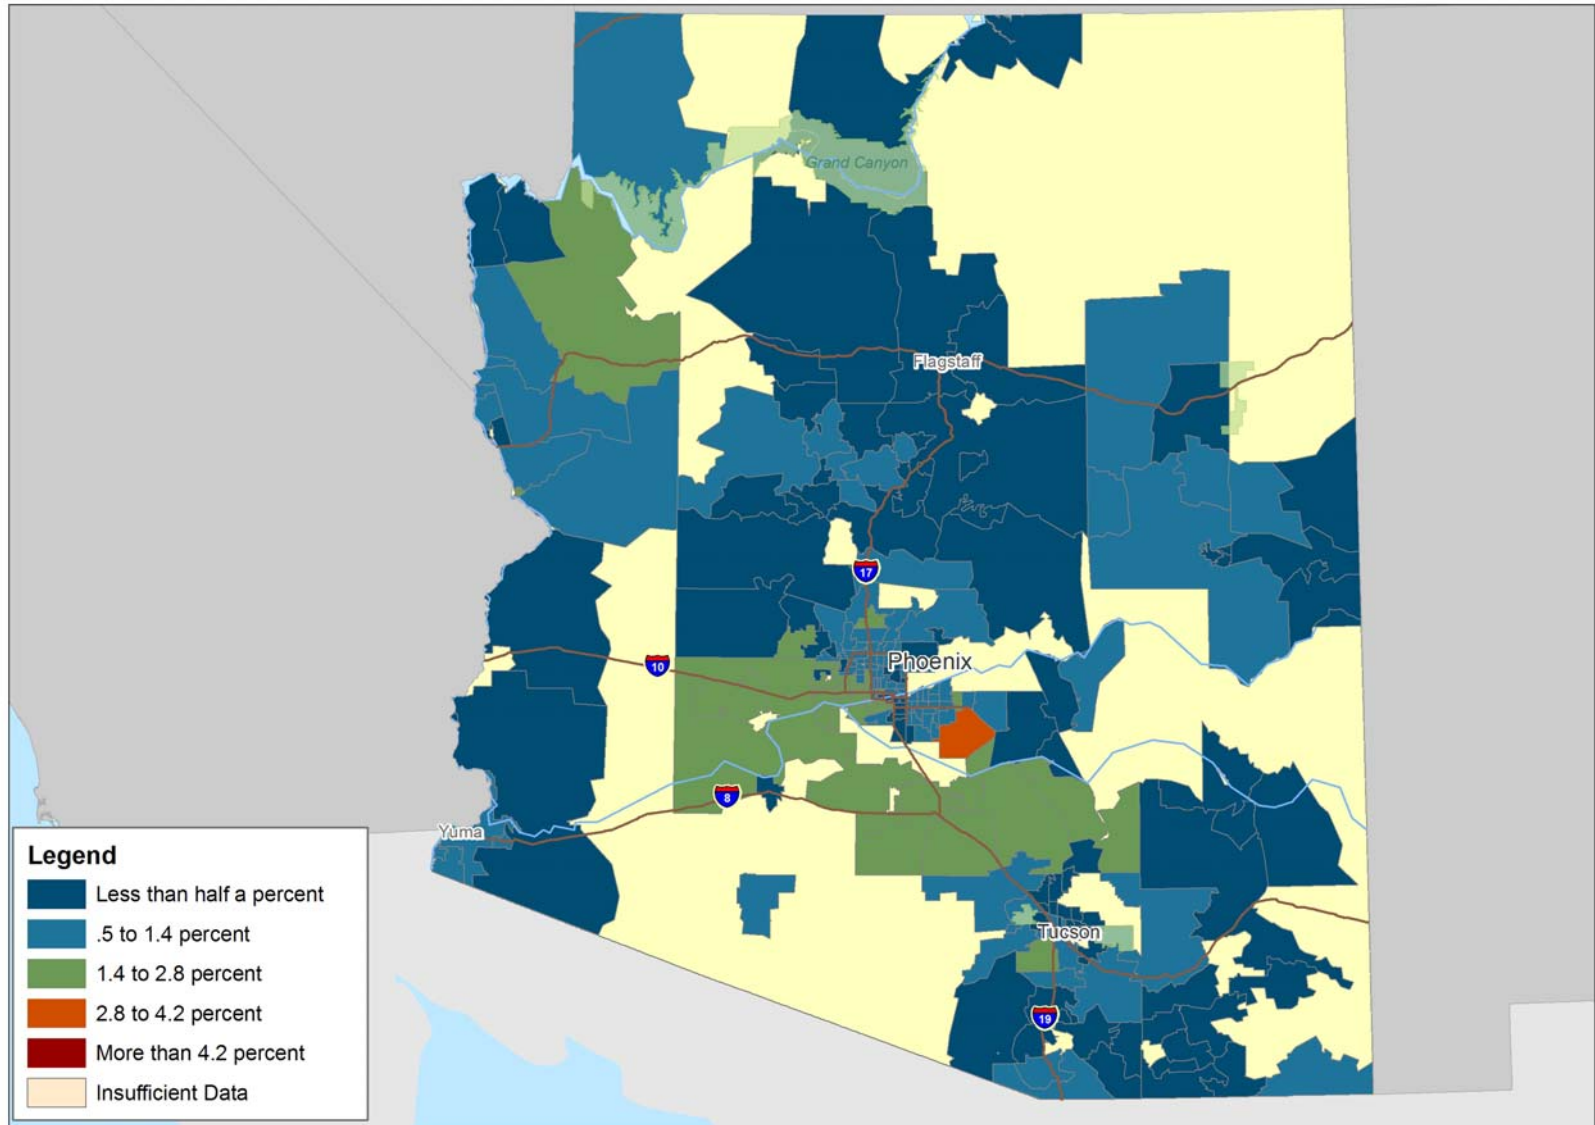 Grand Canyon
Flagstaff
17
Phoenix
10
8
Yuma
Tucson
19
Legend
Less than half a percent
.5 to 1.4 percent
1.4 to 2.8 percent
2.8 to 4.2 percent
More than 4.2 percent
Insufficient Data